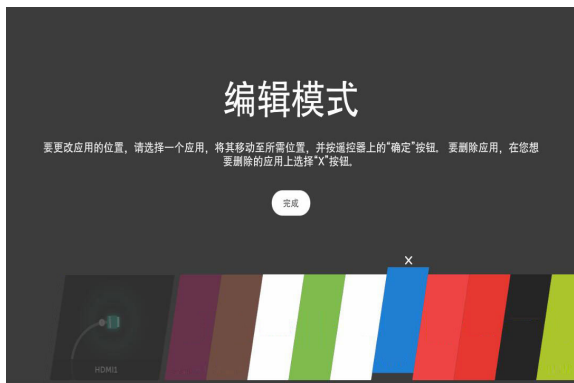 编辑模式
要更改应用的位置，请选择一个应用，将其移动至所需位置，并按遥控器上的“确定”按钮。 要删除应用，在您想
要删除的应用上选择“X”按钮。
完成
X
HDMI1